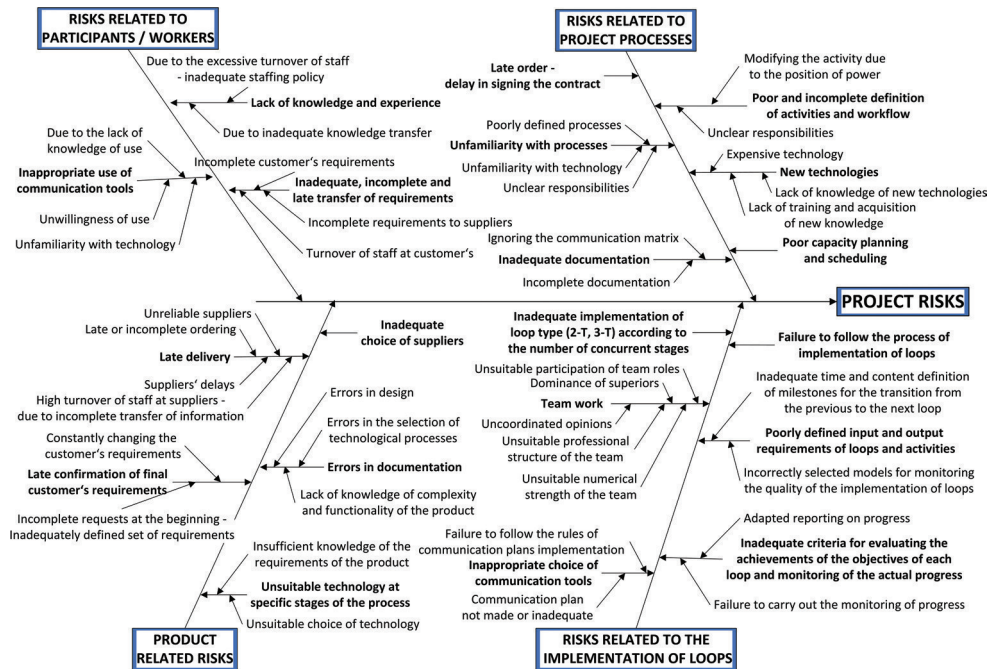 RISKS RELATED TO
PARTICIPANTS / WORKERS
Due to the excessive turnover of staff
- inadequate staffing policy
Lack of knowledge and experience
Due to inadequate knowledge transfer
Due to the lack of
knowledge of use
Inappropriate use of
communication tools
Unwillingness of use
Unfamiliarity with technology
Incomplete customer's requirements
Inadequate, incomplete and
late transfer of requirements
Incomplete requirements to suppliers
Turnover of staff at customer's
RISKS RELATED TO
PROJECT PROCESSES
Late order -
delay in signing the contract
Modifying the activity due
to the position of power
Poor and incomplete definition
of activities and workflow
Unclear responsibilities
Poorly defined processes
Unfamiliarity with processes
Unfamiliarity with technology
Unclear responsibilities
Expensive technology
New technologies
Lack of knowledge of new technologies
Lack of training and acquisition
of new knowledge
Ignoring the communication matrix
Inadequate documentation
Incomplete documentation
Poor capacity planning
and scheduling
PROJECT RISKS
Unreliable suppliers
Late or incomplete ordering
Late delivery
Suppliers' delays
High turnover of staff at suppliers -
due to incomplete transfer of information
Inadequate
choice of suppliers
Errors in design
Errors in the selection of
technological processes
Errors in documentation
Lack of knowledge of complexity
and functionality of the product
Constantly changing the
customer's requirements
Late confirmation of final
customer's requirements
Incomplete requests at the beginning -
Inadequately defined set of requirements
Insufficient knowledge of the
requirements of the product
Unsuitable technology at
specific stages of the process
Unsuitable choice of technology
PRODUCT
RELATED RISKS
Inadequate implementation of
loop type (2-T, 3-T) according to
the number of concurrent stages
Failure to follow the process of
implementation of loops
Unsuitable participation of team roles
Dominance of superiors
Team work
Uncoordinated opinions
Unsuitable professional
structure of the team
Unsuitable numerical
strength of the team
Inadequate time and content definition
of milestones for the transition from
the previous to the next loop
Poorly defined input and output
requirements of loops and activities
Incorrectly selected models for monitoring
the quality of the implementation of loops
Failure to follow the rules of
communication plans implementation
Inappropriate choice of
communication tools
Communication plan
not made or inadequate
Adapted reporting on progress
Inadequate criteria for evaluating the
achievements of the objectives of each
loop and monitoring of the actual progress
Failure to carry out the monitoring of progress
RISKS RELATED TO THE
IMPLEMENTATION OF LOOPS